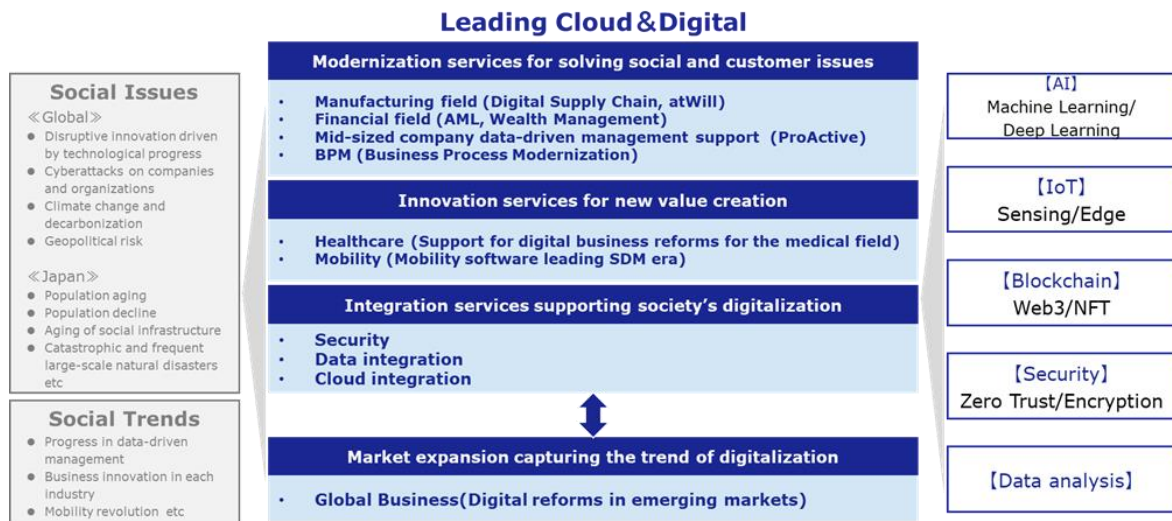 Leading Cloud＆Digital
Social Issues
≪Global≫
● Disruptive innovation driven
by technological progress
● Cyberattacks on companies
and organizations
● Climate change and
decarbonization
● Geopolitical risk
≪Japan≫
● Population aging
● Population decline
● Aging of social infrastructure
● Catastrophic and frequent
large-scale natural disasters
etc
Social Trends
● Progress in data-driven
management
● Business innovation in each
industry
● Mobility revolution etc
Modernization services for solving social and customer issues
• Manufacturing field (Digital Supply Chain, atWill)
• Financial field (AML, Wealth Management)
• Mid-sized company data-driven management support (ProActive)
• BPM (Business Process Modernization)
Innovation services for new value creation
• Healthcare (Support for digital business reforms for the medical field)
• Mobility (Mobility software leading SDM era)
Integration services supporting society's digitalization
• Security
• Data integration
• Cloud integration
Market expansion capturing the trend of digitalization
• Global Business(Digital reforms in emerging markets)
【AI】
Machine Learning/
Deep Learning
【IoT】
Sensing/Edge
【Blockchain】
Web3/NFT
【Security】
Zero Trust/Encryption
【Data analysis】